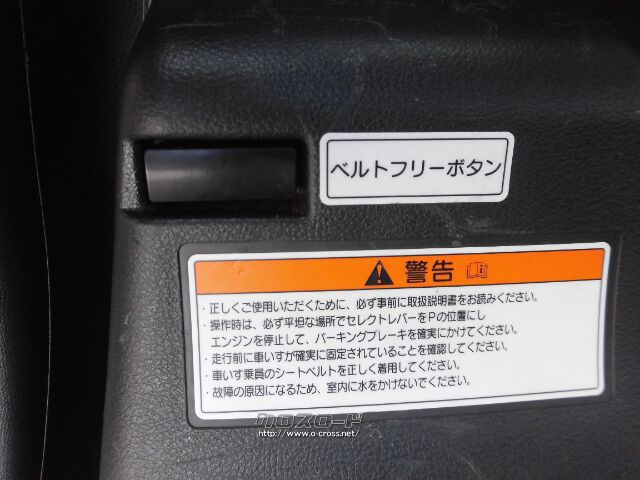 ベルトフリーボタン
警告
・正しくご使用いただくために、必ず事前に取扱説明書をお読みください。
・操作時は、必ず平坦な場所でセレクトレバーをPの位置にし
エンジンを停止して、パーキングブレーキを確実にかけてください。
・走行前に車いすが確実に固定されていることを確認してください。
・車いす乗員のシートベルトを正しく着用してください。
・故障の原因になるため、室内に水をかけないでください。
クロスロード
http://www.o-cross.net/